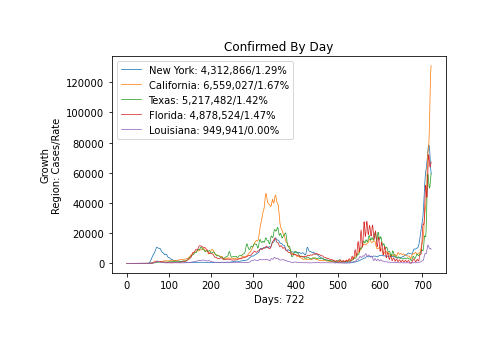 Confirmed By Day
New York: 4,312,866/1.29%
California: 6,559,027/1.67%
Texas: 5,217,482/1.42%
Florida: 4,878,524/1.47%
Louisiana: 949,941/0.00%
Growth
Region: Cases/Rate
120000
100000
80000
60000
40000
20000
0
0 100 200 300 400 500 600 700
Days: 722